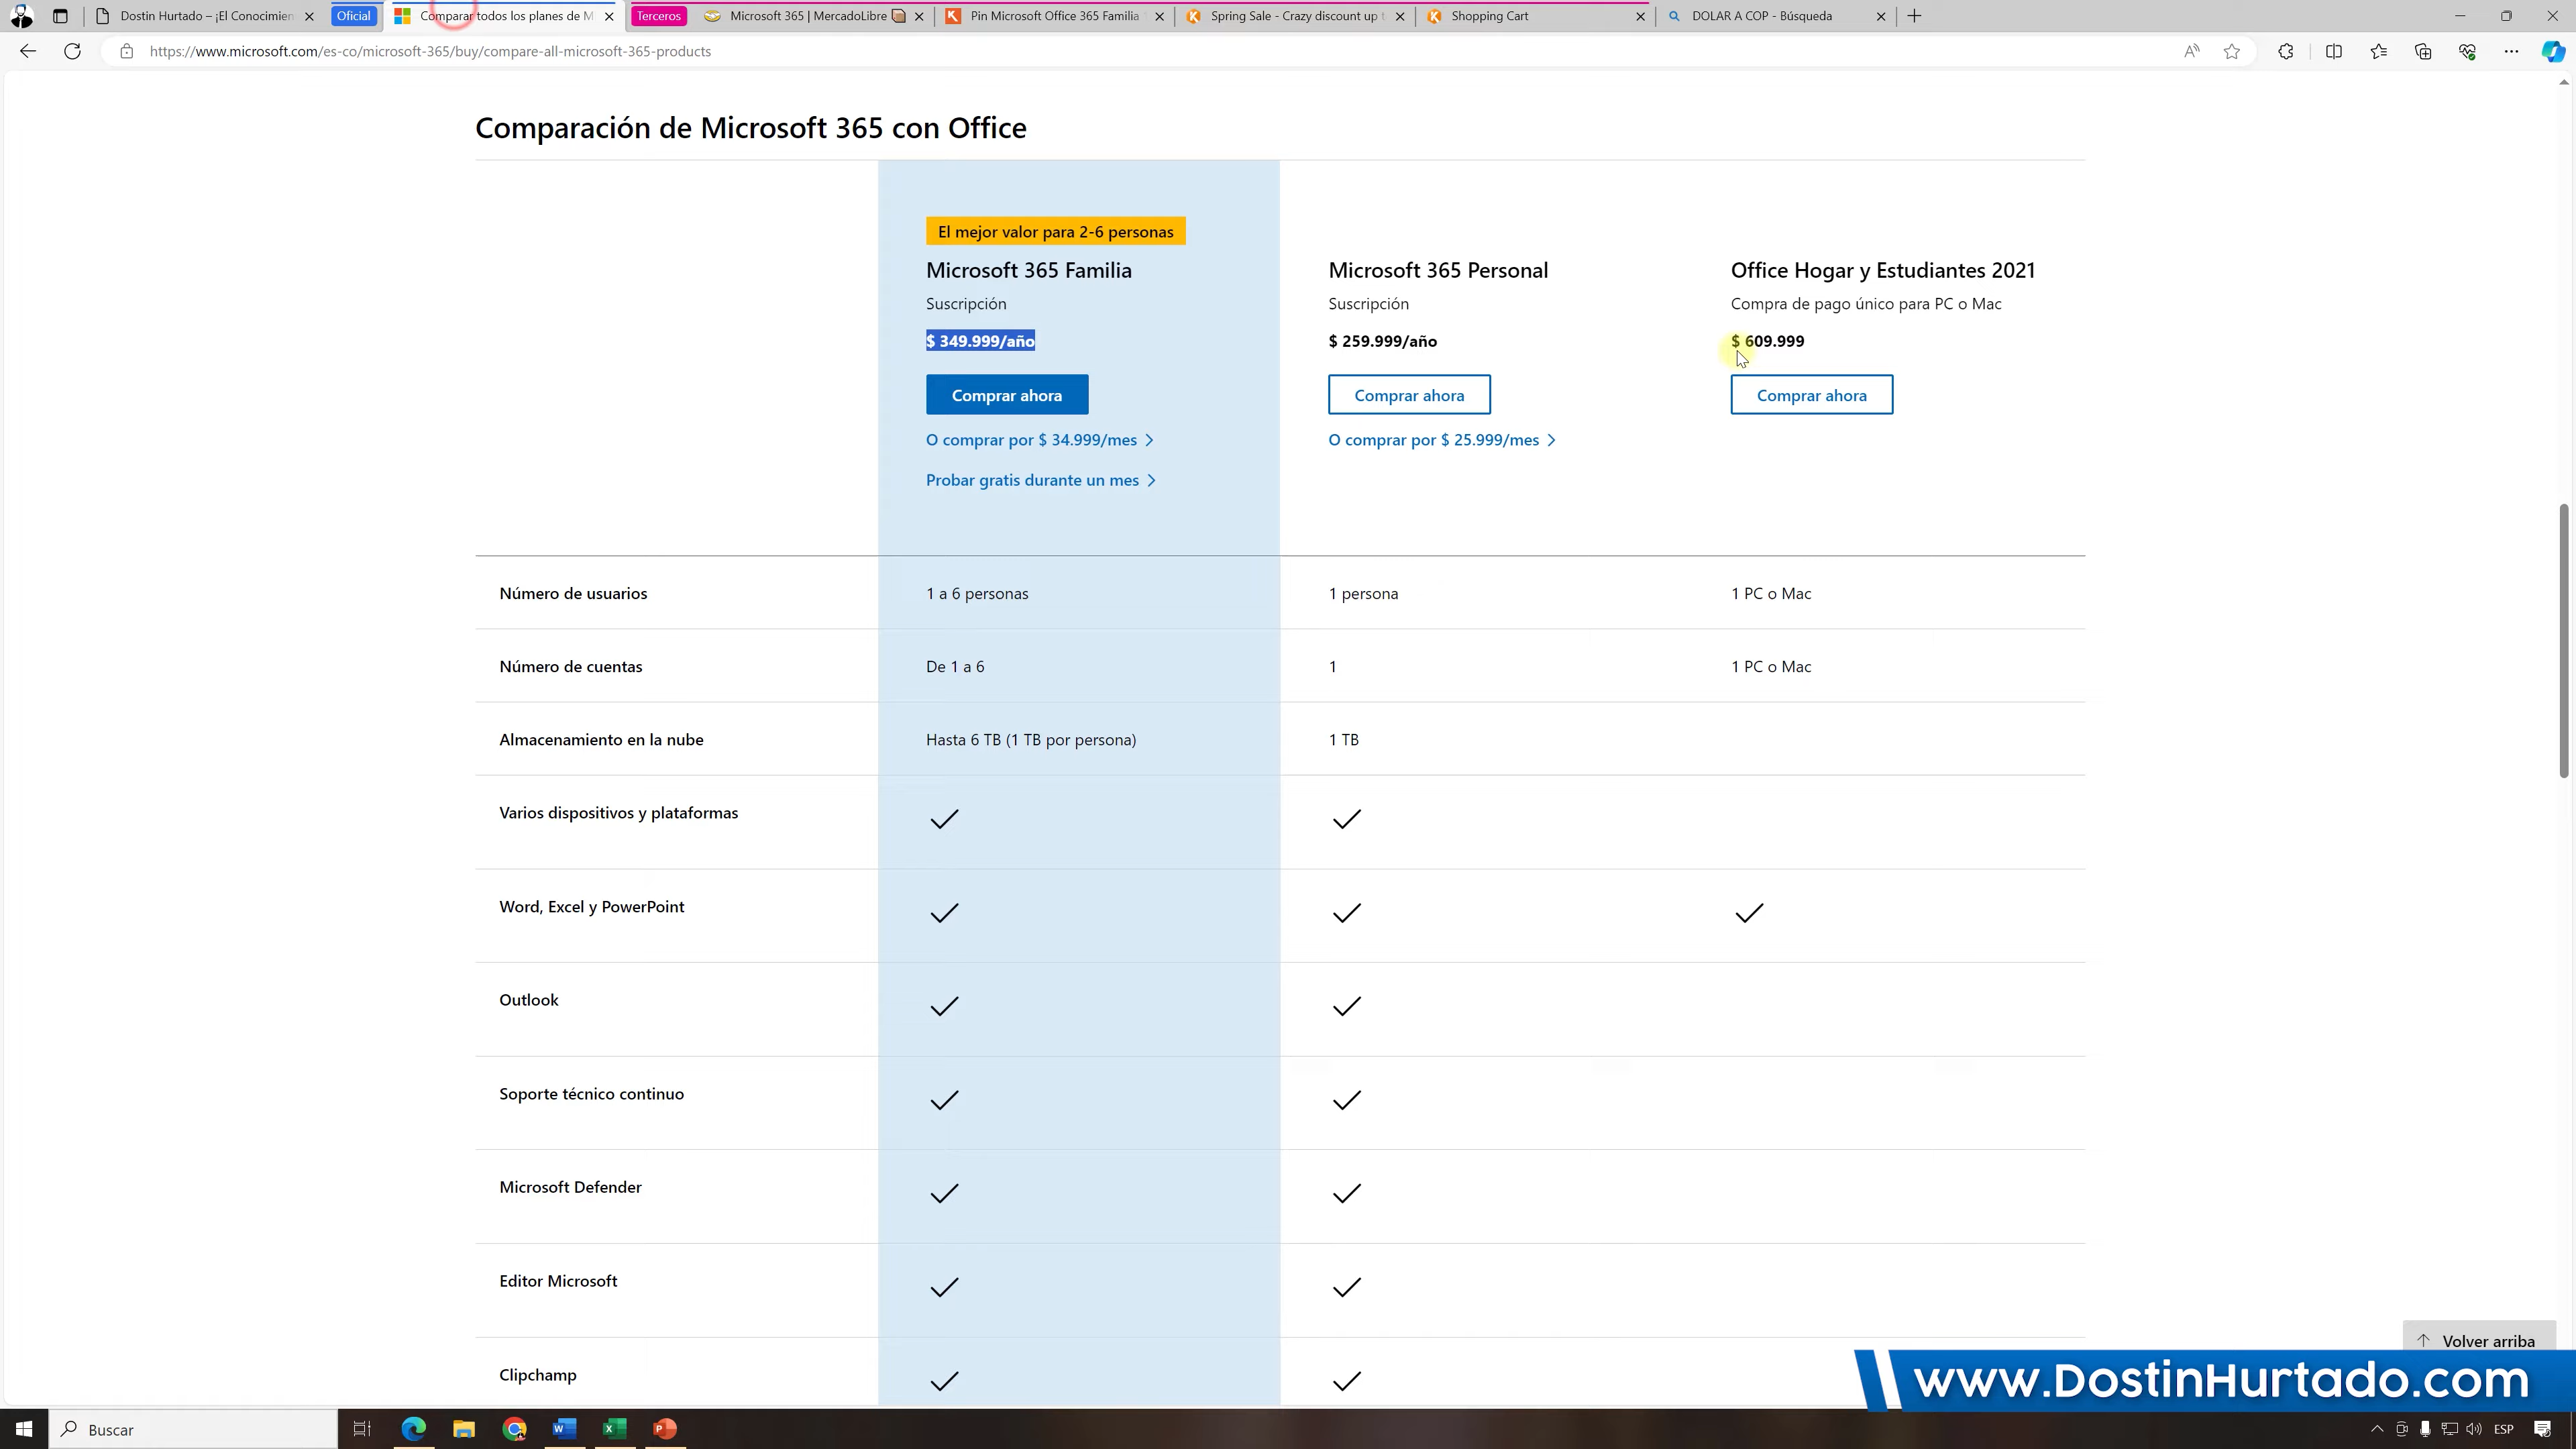 Dostin Hurtado – ¡El Conocimien
Oficial
Comparar todos los planes de M
Terceros
Microsoft 365 | MercadoLibre
Pin Microsoft Office 365 Familia
Spring Sale - Crazy discount up t
Shopping Cart
DOLAR A COP - Búsqueda
https://www.microsoft.com/es-co/microsoft-365/buy/compare-all-microsoft-365-products
Comparación de Microsoft 365 con Office
El mejor valor para 2-6 personas
Microsoft 365 Familia
Suscripción
$ 349.999/año
Comprar ahora
O comprar por $ 34.999/mes
Probar gratis durante un mes
Microsoft 365 Personal
Suscripción
$ 259.999/año
Comprar ahora
O comprar por $ 25.999/mes
Office Hogar y Estudiantes 2021
Compra de pago único para PC o Mac
$ 609.999
Comprar ahora
Número de usuarios 1 a 6 personas 1 persona 1 PC o Mac
Número de cuentas De 1 a 6 1 1 PC o Mac
Almacenamiento en la nube Hasta 6 TB (1 TB por persona) 1 TB
Varios dispositivos y plataformas
Word, Excel y PowerPoint
Outlook
Soporte técnico continuo
Microsoft Defender
Editor Microsoft
Clipchamp
Volver arriba
www.DostinHurtado.com
Buscar
ESP